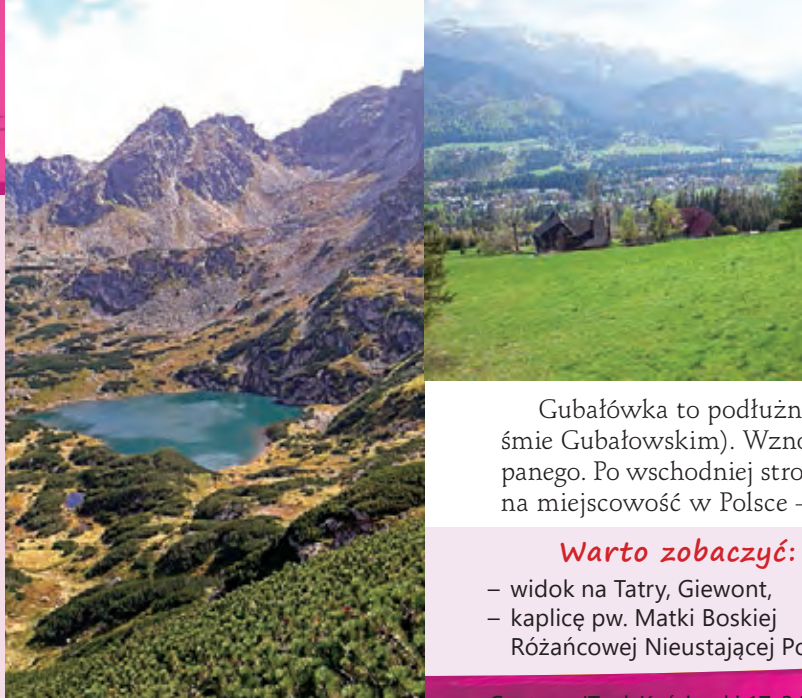 Gubałówka to podłużn
śmie Gubałowskim). Wzno
panego. Po wschodniej stro
na miejscowość w Polsce –
Warto zobaczyć:
– widok na Tatry, Giewont,
– kaplicę pw. Matki Boskiej
Różańcowej Nieustającej Po